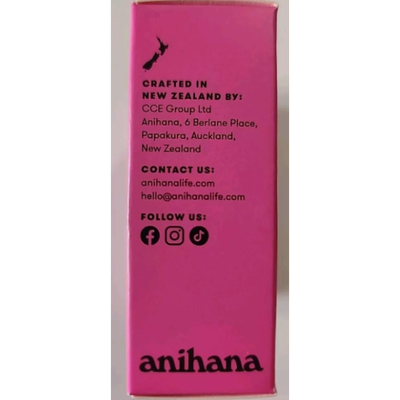 CRAFTED IN
NEW ZEALAND BY:
CCE Group Ltd
Anihana, 6 Berlane Place,
Papakura, Auckland,
New Zealand
CONTACT US:
anihanalife.com
hello@anihanalife.com
FOLLOW US:
anihana